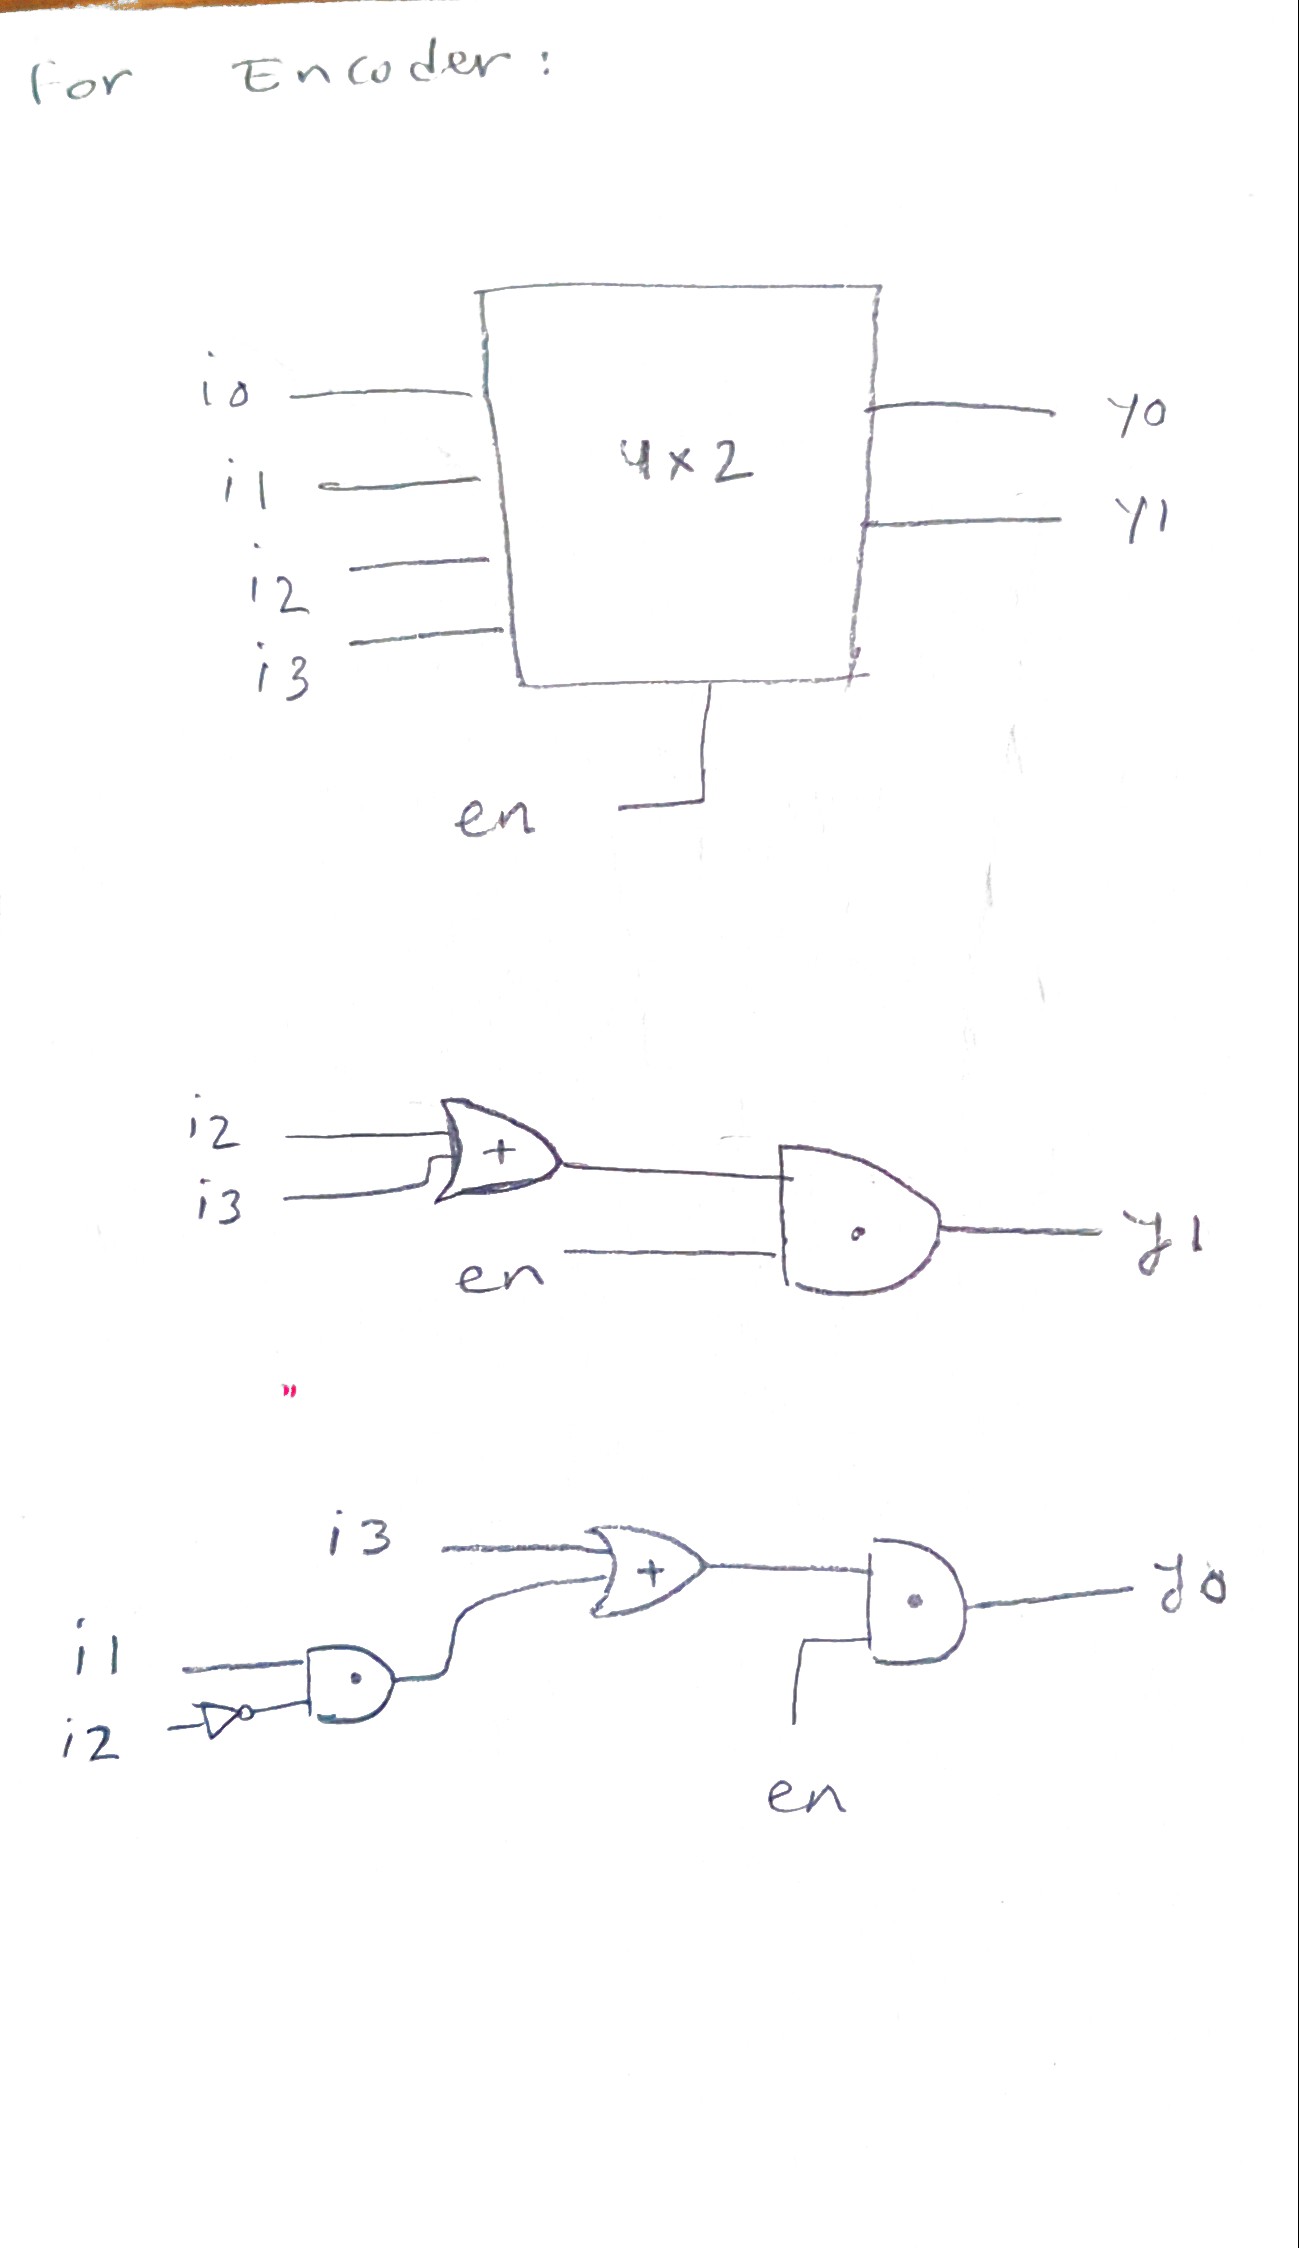 For Encoder:
i0
y0
4x2
i1
y1
i2
i3
en
i2
+
i3
.
y1
en
"
i3
+
.
y0
i1
.
i2
en